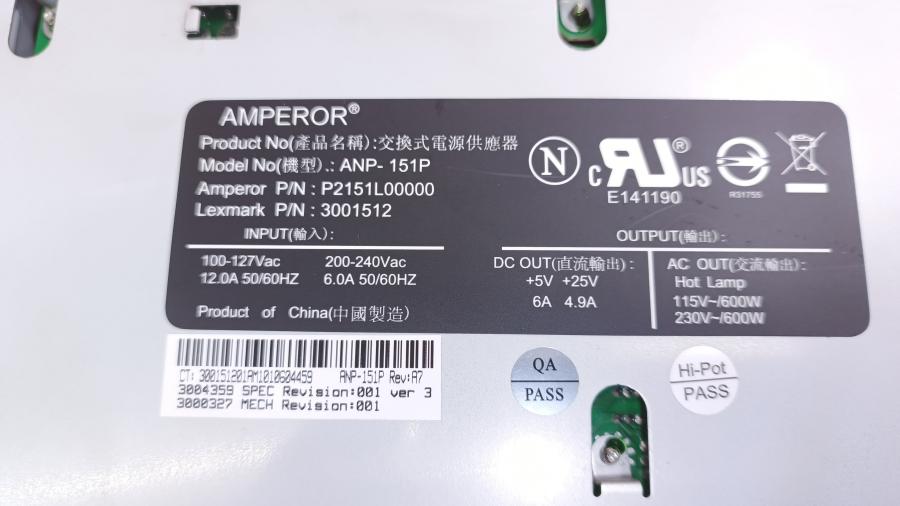 AMPEROR®
Product No(產品名稱):交換式電源供應器
Model No(機型).: ANP- 151P
Amperor P/N : P2151L00000
Lexmark P/N : 3001512
N
c RU ® US
E141190
R31755
INPUT(輸入):
OUTPUT(輸出):
100-127Vac 200-240Vac
12.0A 50/60HZ 6.0A 50/60HZ
DC OUT(直流輸出):
+5V +25V
6A 4.9A
AC OUT(交流輸出):
Hot Lamp
115V~/600W
230V~/600W
Product of China(中國製造)
CT: 300151201AM1010604459 ANP-151P Rev:A7
3004359 SPEC Revision:001 ver 3
3000327 MECH Revision:001
QA
PASS
Hi-Pot
PASS